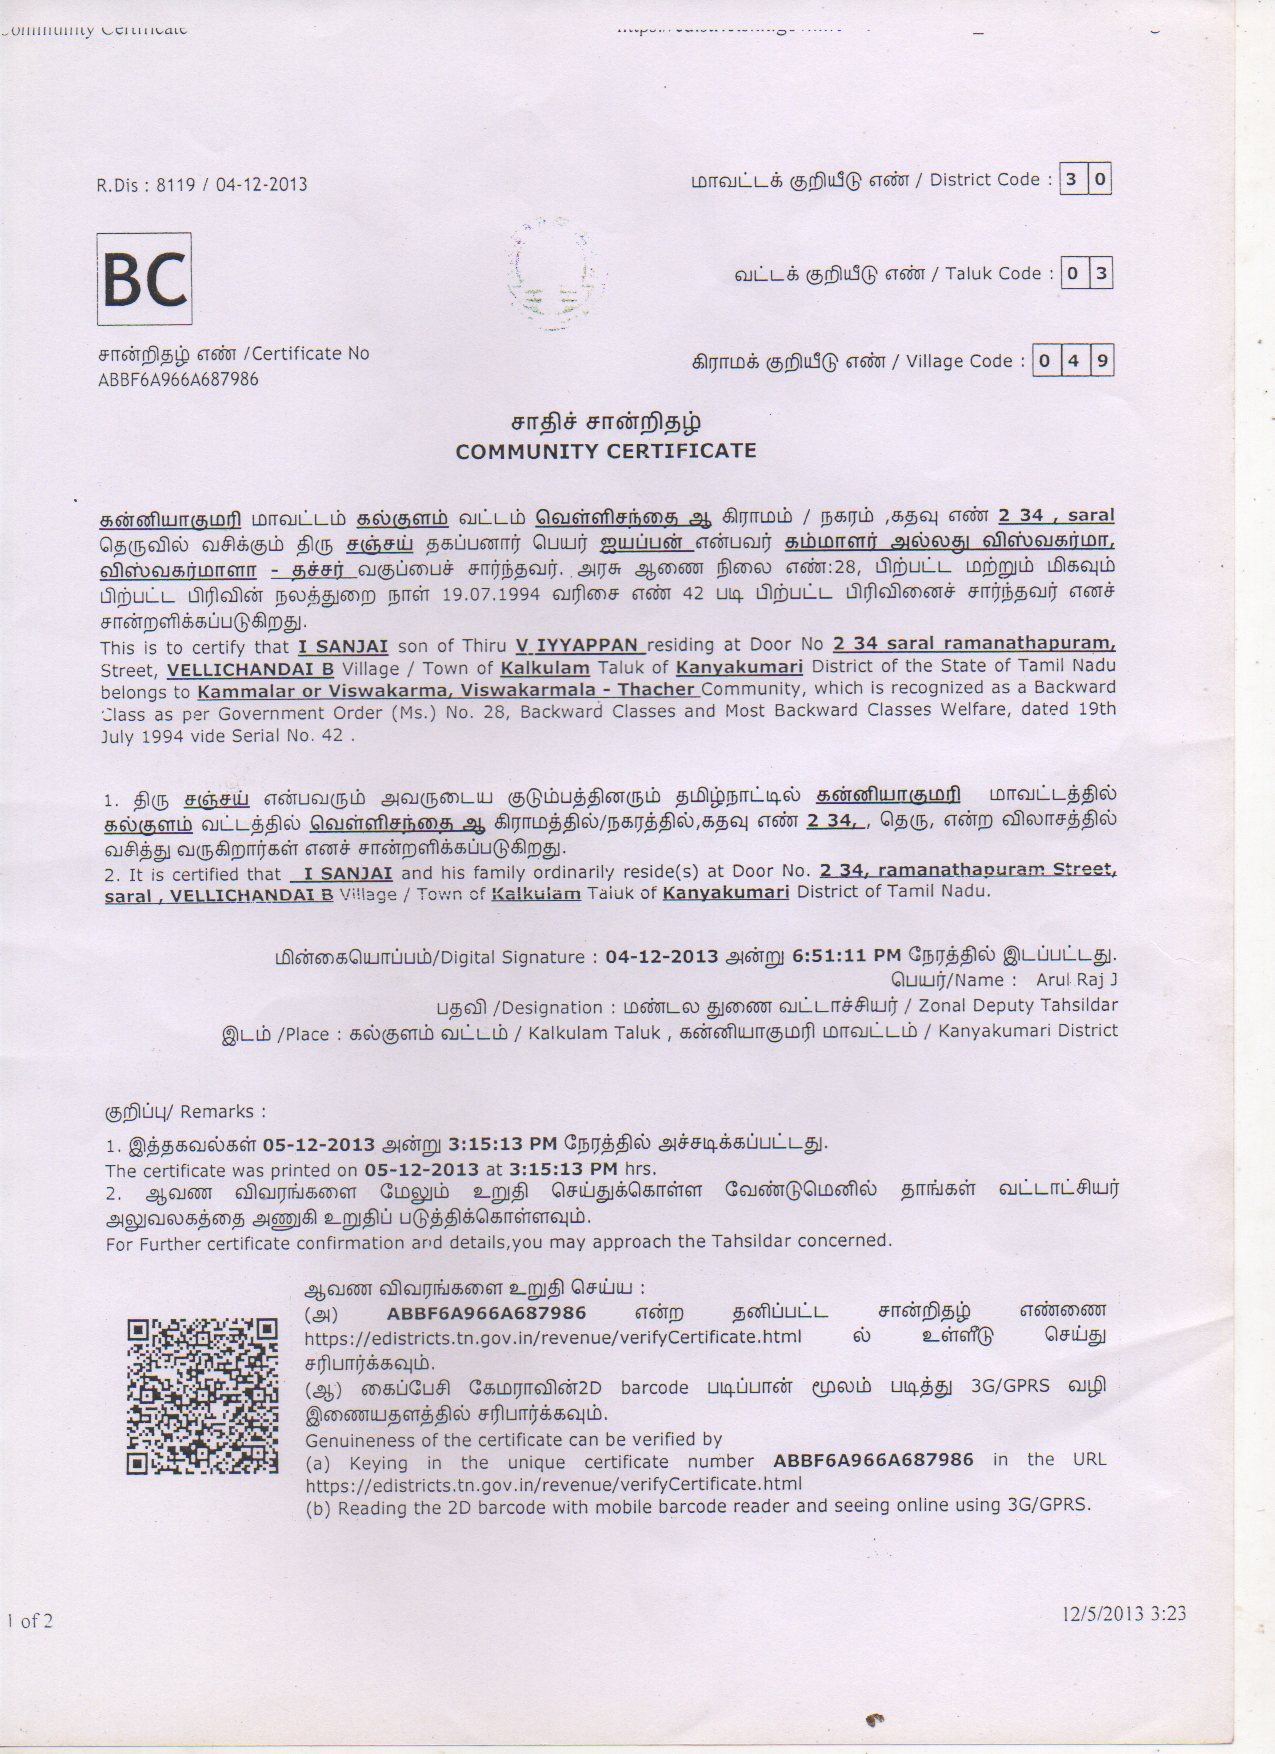 Community Certificate
R.Dis : 8119 / 04-12-2013
மாவட்டக் குறியீடு எண் / District Code : 3 0
BC
வட்டக் குறியீடு எண் / Taluk Code : 0 3
சான்றிதழ் எண் /Certificate No
ABBF6A966A687986
கிராமக் குறியீடு எண் / Village Code : 0 4 9
சாதிச் சான்றிதழ்
COMMUNITY CERTIFICATE
கன்னியாகுமரி மாவட்டம் கல்குளம் வட்டம் வெள்ளிசந்தை ஆ கிராமம் / நகரம் ,கதவு எண் 2 34 , saral
தெருவில் வசிக்கும் திரு சஞ்சய் தகப்பனார் பெயர் ஐயப்பன் என்பவர் கம்மாளர் அல்லது விஸ்வகர்மா,
விஸ்வகர்மாளா - தச்சர் வகுப்பைச் சார்ந்தவர். அரசு ஆணை நிலை எண்:28, பிற்பட்ட மற்றும் மிகவும்
பிற்பட்ட பிரிவின் நலத்துறை நாள் 19.07.1994 வரிசை எண் 42 படி பிற்பட்ட பிரிவினைச் சார்ந்தவர் எனச்
சான்றளிக்கப்படுகிறது.
This is to certify that I SANJAI son of Thiru V IYYAPPAN residing at Door No 2 34 saral ramanathapuram,
Street, VELLICHANDAI B Village / Town of Kalkulam Taluk of Kanyakumari District of the State of Tamil Nadu
belongs to Kammalar or Viswakarma, Viswakarmala - Thacher Community, which is recognized as a Backward
Class as per Government Order (Ms.) No. 28, Backward Classes and Most Backward Classes Welfare, dated 19th
July 1994 vide Serial No. 42 .
1. திரு சஞ்சய் என்பவரும் அவருடைய குடும்பத்தினரும் தமிழ்நாட்டில் கன்னியாகுமரி மாவட்டத்தில்
கல்குளம் வட்டத்தில் வெள்ளிசந்தை ஆ கிராமத்தில்/நகரத்தில்,கதவு எண் 2 34, , தெரு, என்ற விலாசத்தில்
வசித்து வருகிறார்கள் எனச் சான்றளிக்கப்படுகிறது.
2. It is certified that I SANJAI and his family ordinarily reside(s) at Door No. 2 34, ramanathapuram Street,
saral , VELLICHANDAI B Village / Town of Kalkulam Taluk of Kanyakumari District of Tamil Nadu.
மின்கையொப்பம்/Digital Signature : 04-12-2013 அன்று 6:51:11 PM நேரத்தில் இடப்பட்டது.
பெயர்/Name : Arul Raj J
பதவி /Designation : மண்டல துணை வட்டாச்சியர் / Zonal Deputy Tahsildar
இடம் /Place : கல்குளம் வட்டம் / Kalkulam Taluk , கன்னியாகுமரி மாவட்டம் / Kanyakumari District
குறிப்பு/ Remarks :
1. இத்தகவல்கள் 05-12-2013 அன்று 3:15:13 PM நேரத்தில் அச்சடிக்கப்பட்டது.
The certificate was printed on 05-12-2013 at 3:15:13 PM hrs.
2. ஆவண விவரங்களை மேலும் உறுதி செய்துக்கொள்ள வேண்டுமெனில் தாங்கள் வட்டாட்சியர்
அலுவலகத்தை அணுகி உறுதிப் படுத்திக்கொள்ளவும்.
For Further certificate confirmation and details,you may approach the Tahsildar concerned.
ஆவண விவரங்களை உறுதி செய்ய :
(அ) ABBF6A966A687986 என்ற தனிப்பட்ட சான்றிதழ் எண்ணை
https://edistricts.tn.gov.in/revenue/verifyCertificate.html ல் உள்ளீடு செய்து
சரிபார்க்கவும்.
(ஆ) கைப்பேசி கேமராவின்2D barcode படிப்பான் மூலம் படித்து 3G/GPRS வழி
இணையதளத்தில் சரிபார்க்கவும்.
Genuineness of the certificate can be verified by
(a) Keying in the unique certificate number ABBF6A966A687986 in the URL
https://edistricts.tn.gov.in/revenue/verifyCertificate.html
(b) Reading the 2D barcode with mobile barcode reader and seeing online using 3G/GPRS.
1 of 2
12/5/2013 3:23